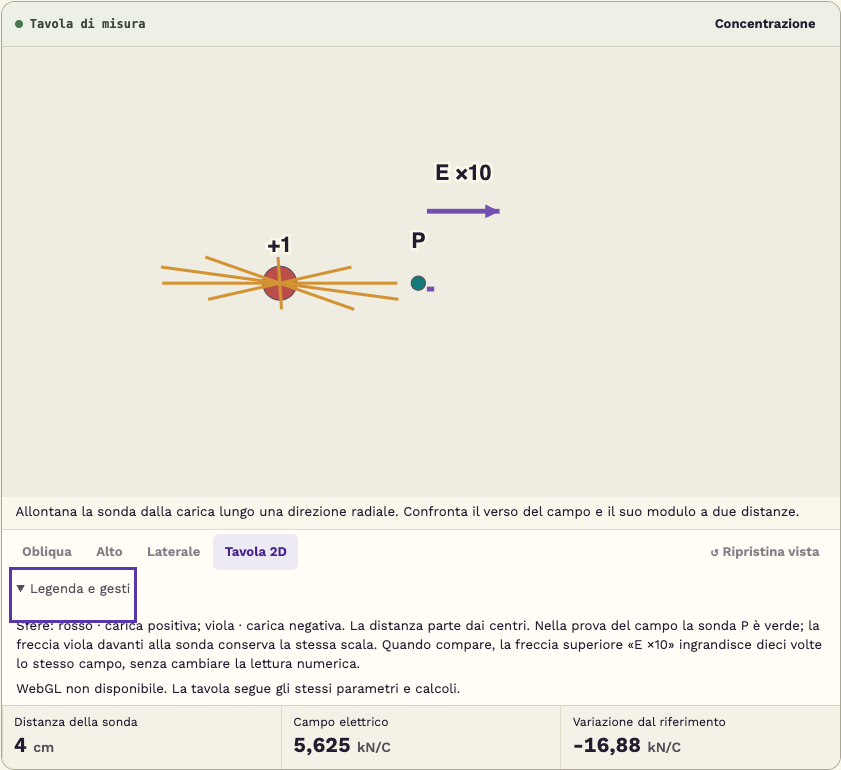 Tavola di misura
Concentrazione
E ×10
P
+1
Allontana la sonda dalla carica lungo una direzione radiale. Confronta il verso del campo e il suo modulo a due distanze.
Obliqua Alto Laterale Tavola 2D ↺ Ripristina vista
▼ Legenda e gesti
Sfere: rosso · carica positiva; viola · carica negativa. La distanza parte dai centri. Nella prova del campo la sonda P è verde; la
freccia viola davanti alla sonda conserva la stessa scala. Quando compare, la freccia superiore «E ×10» ingrandisce dieci volte
lo stesso campo, senza cambiare la lettura numerica.
WebGL non disponibile. La tavola segue gli stessi parametri e calcoli.
Distanza della sonda
4 cm
Campo elettrico
5,625 kN/C
Variazione dal riferimento
-16,88 kN/C